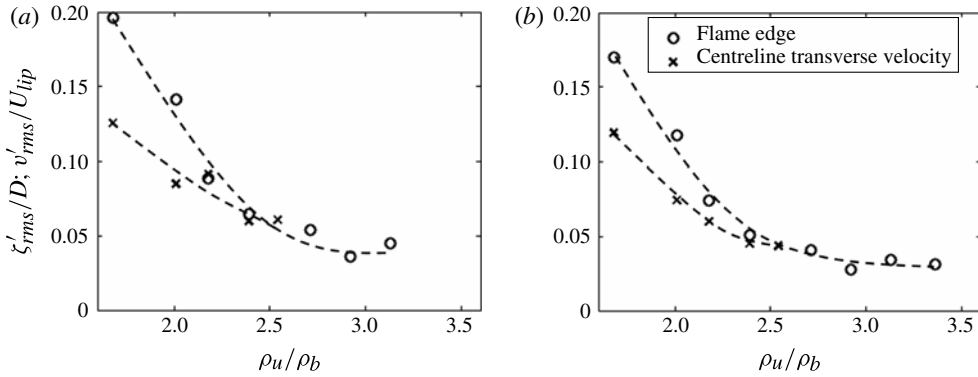 (a)
0.20
0.15
0.10
0.05
0
2.0 2.5 3.0 3.5
ρu/ρb
ζ′rms/D; v′rms/Ulip
(b)
Flame edge
Centreline transverse velocity
0.20
0.15
0.10
0.05
0
2.0 2.5 3.0 3.5
ρu/ρb